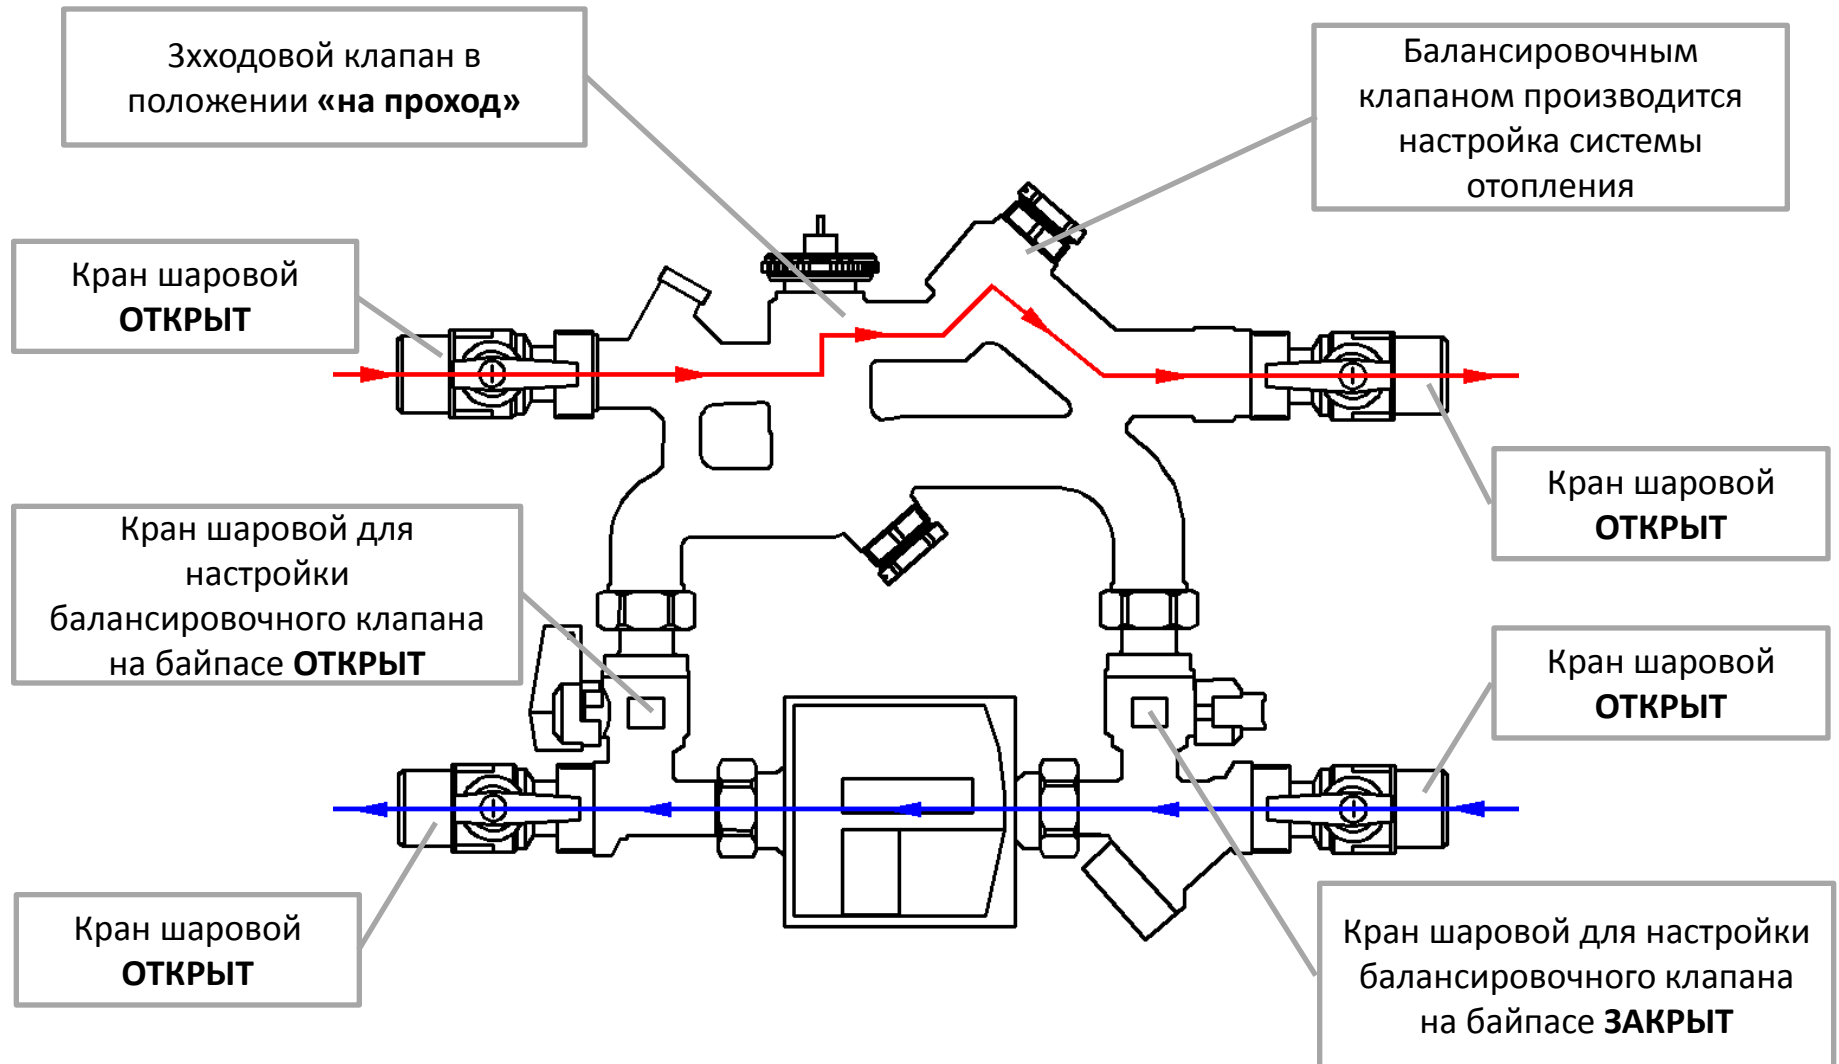 3хходовой клапан в
положении «на проход»
Балансировочным
клапаном производится
настройка системы
отопления
Кран шаровой
ОТКРЫТ
Кран шаровой
ОТКРЫТ
Кран шаровой для
настройки
балансировочного клапана
на байпасе ОТКРЫТ
Кран шаровой
ОТКРЫТ
Кран шаровой
ОТКРЫТ
Кран шаровой для настройки
балансировочного клапана
на байпасе ЗАКРЫТ